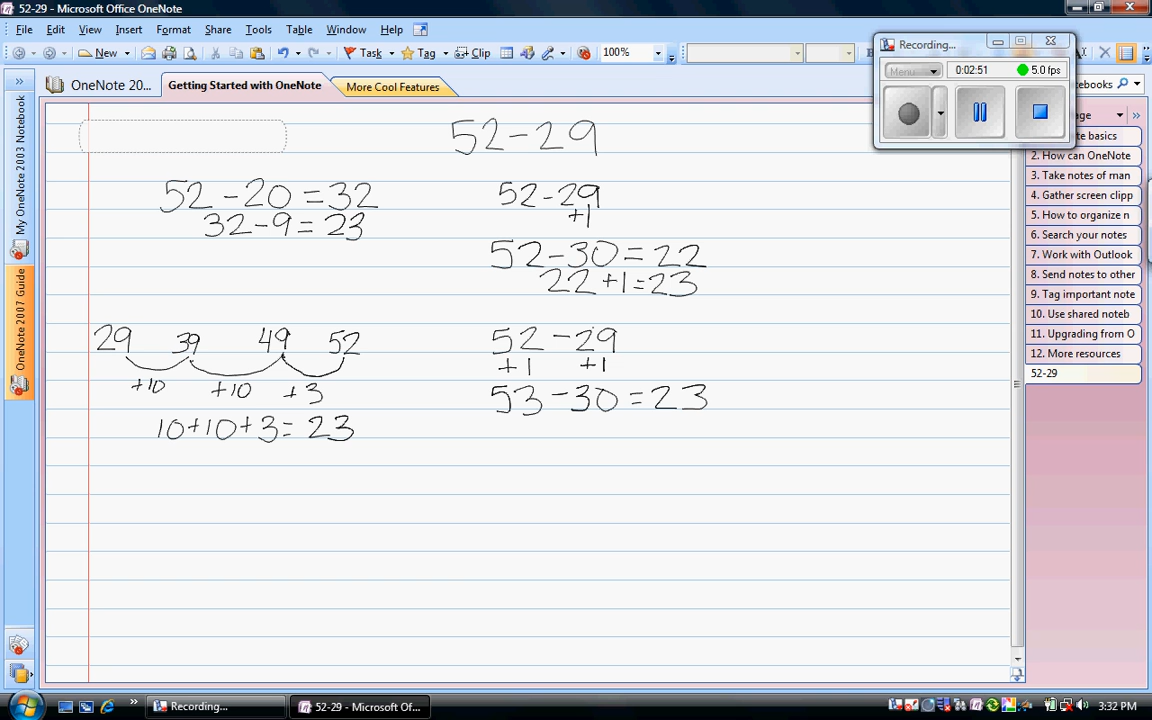 52-29 - Microsoft Office OneNote
File Edit View Insert Format Share Tools Table Window Help
New Task Tag Clip 100%
Recording...
Menu 0:02:51 5.0 fps
OneNote 20... Getting Started with OneNote More Cool Features
My OneNote 2003 Notebook
OneNote 2007 Guide
52-29
52-20=32
32-9=23
52-29
+1
52-30=22
22+1=23
29 39 49 52
+10 +10 +3
10+10+3=23
52-29
+1 +1
53-30=23
2. How can OneNote
3. Take notes of man
4. Gather screen clipp
5. How to organize n
6. Search your notes
7. Work with Outlook
8. Send notes to other
9. Tag important note
10. Use shared noteb
11. Upgrading from O
12. More resources
52-29
Recording... 52-29 - Microsoft Of... 3:32 PM